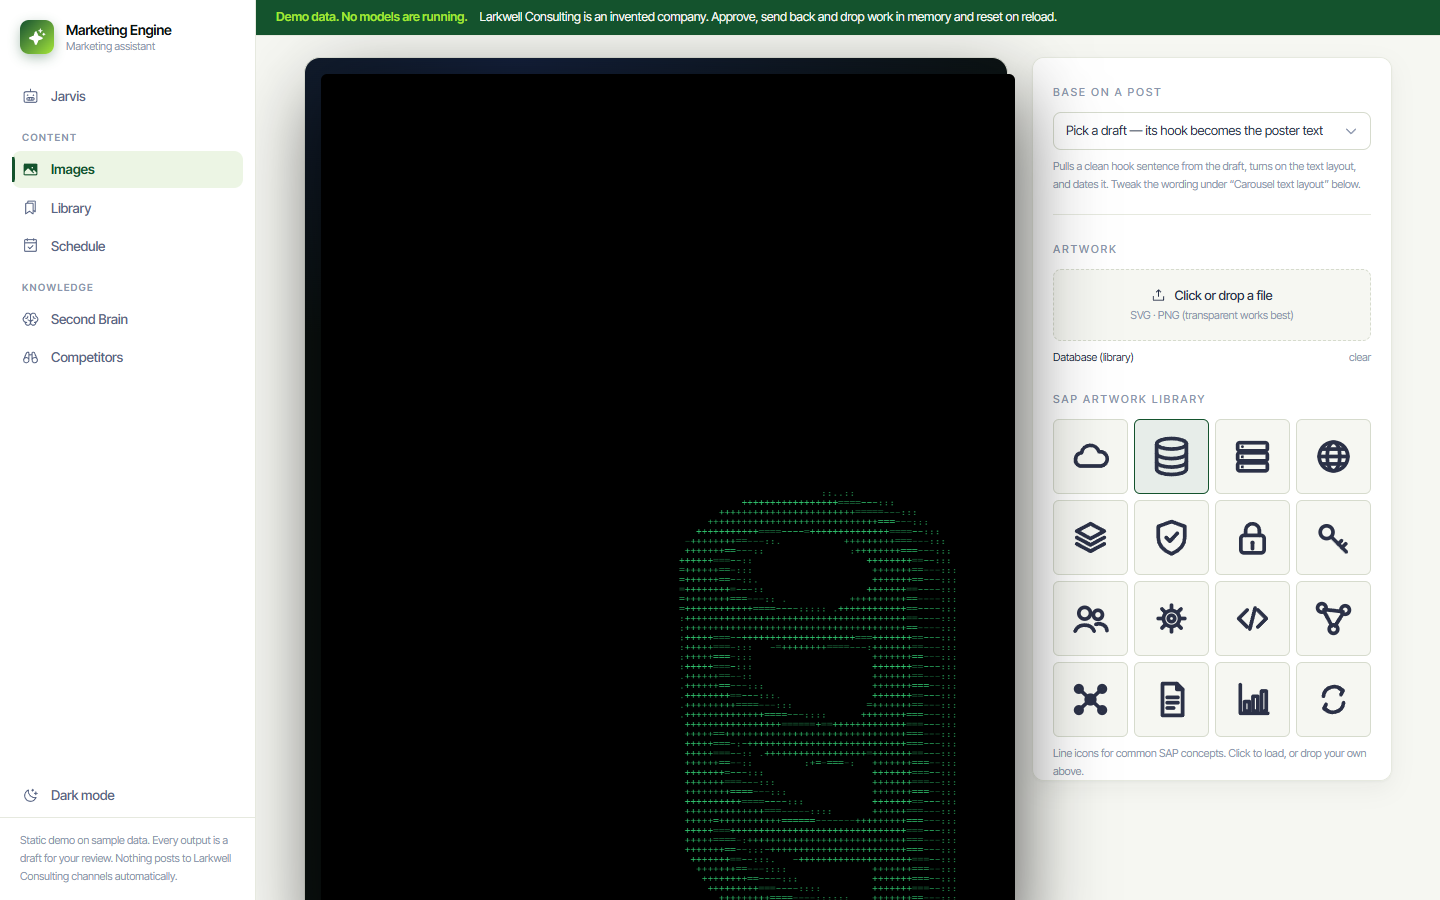 Marketing Engine
Marketing assistant
Jarvis
CONTENT
Images
Library
Schedule
KNOWLEDGE
Second Brain
Competitors
Dark mode
Static demo on sample data. Every output is a
draft for your review. Nothing posts to Larkwell
Consulting channels automatically.
Demo data. No models are running. Larkwell Consulting is an invented company. Approve, send back and drop work in memory and reset on reload.
BASE ON A POST
Pick a draft — its hook becomes the poster text
Pulls a clean hook sentence from the draft, turns on the text layout,
and dates it. Tweak the wording under “Carousel text layout” below.
ARTWORK
Click or drop a file
SVG · PNG (transparent works best)
Database (library)
clear
SAP ARTWORK LIBRARY
Line icons for common SAP concepts. Click to load, or drop your own
above.